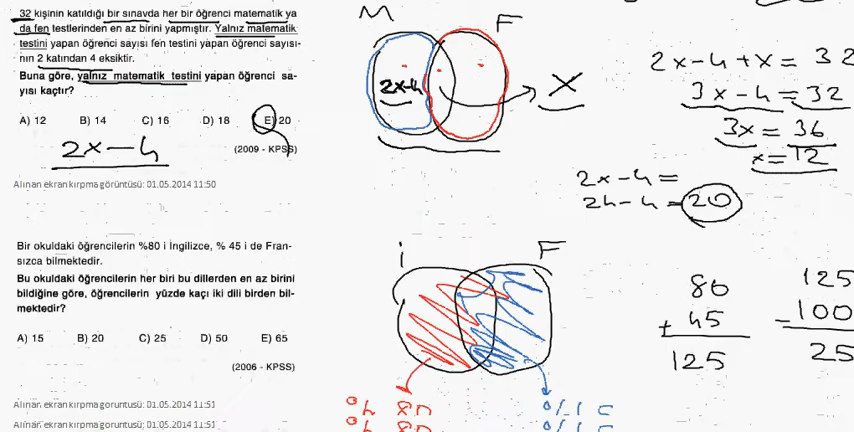 32 kişinin katıldığı bir sınavda her bir öğrenci matematik ya
da fen testlerinden en az birini yapmıştır. Yalnız matematik
testini yapan öğrenci sayısı fen testini yapan öğrenci sayısı-
nın 2 katından 4 eksiktir.
Buna göre, yalnız matematik testini yapan öğrenci sa-
yısı kaçtır?
A) 12 B) 14 C) 16 D) 18 E) 20
2x-4
(2009 - KPSS)
Alınan ekran kırpma görüntüsü: 01.05.2014 11:50
M F
2x-4
x
2x-4+x = 32
3x-4=32
3x = 36
x=12
2x-4=
24-4=20
Bir okuldaki öğrencilerin %80 i İngilizce, % 45 i de Fran-
sızca bilmektedir.
Bu okuldaki öğrencilerin her biri bu dillerden en az birini
bildiğine göre, öğrencilerin yüzde kaçı iki dili birden bil-
mektedir?
A) 15 B) 20 C) 25 D) 50 E) 65
(2006 - KPSS)
Alınan ekran kırpma görüntüsü: 01.05.2014 11:51
Alınan ekran kırpma görüntüsü: 01.05.2014 11:51
i F
80
+ 45
125
125
-100
25